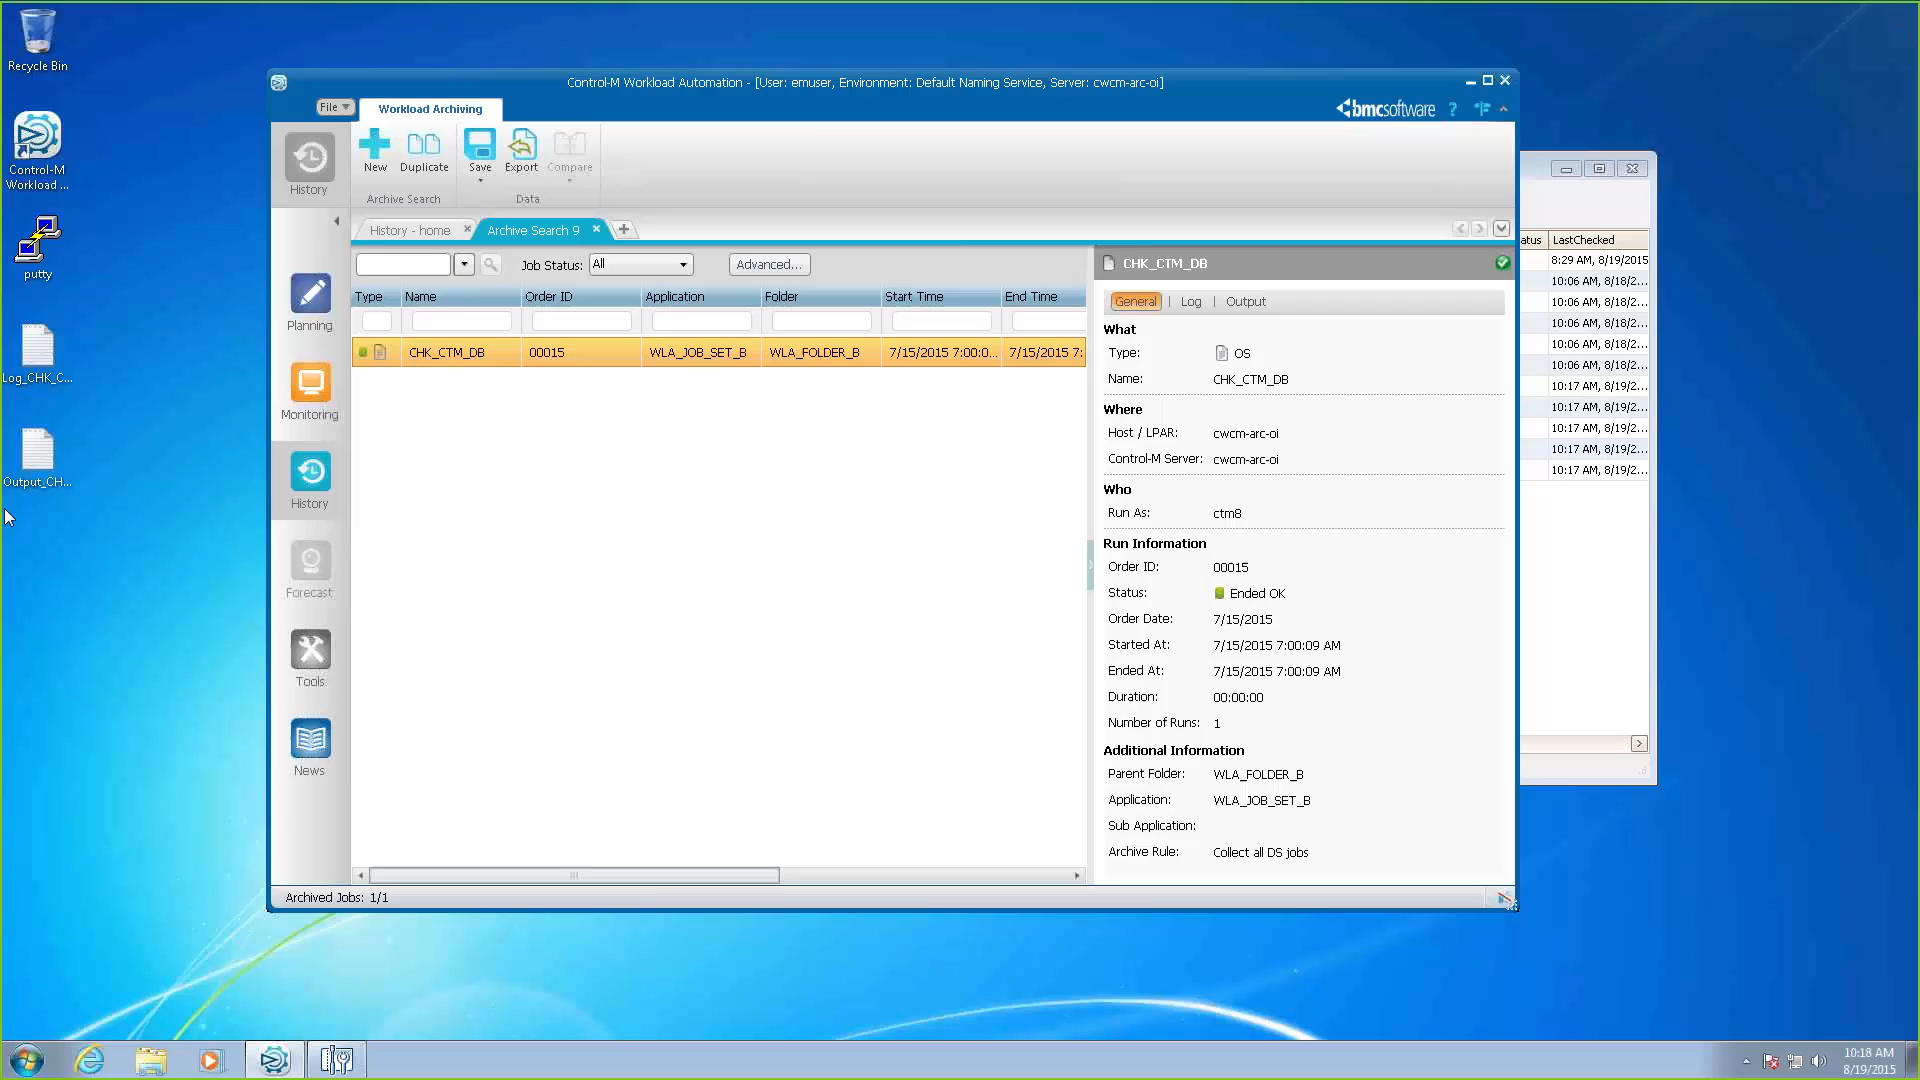 Recycle Bin
Control-M
Workload ...
putty
Log_CHK_C...
Output_CH...
Control-M Workload Automation - [User: emuser, Environment: Default Naming Service, Server: cwcm-arc-oi]
File
Workload Archiving
bmcsoftware
?
History
New
Duplicate
Save
Export
Compare
Archive Search
Data
History - home
Archive Search 9
Planning
Monitoring
History
Forecast
Tools
News
Job Status:
All
Advanced...
Type Name Order ID Application Folder Start Time End Time
CHK_CTM_DB 00015 WLA_JOB_SET_B WLA_FOLDER_B 7/15/2015 7:00:0... 7/15/2015 7:
CHK_CTM_DB
General | Log | Output
What
Type: OS
Name: CHK_CTM_DB
Where
Host / LPAR: cwcm-arc-oi
Control-M Server: cwcm-arc-oi
Who
Run As: ctm8
Run Information
Order ID: 00015
Status: Ended OK
Order Date: 7/15/2015
Started At: 7/15/2015 7:00:09 AM
Ended At: 7/15/2015 7:00:09 AM
Duration: 00:00:00
Number of Runs: 1
Additional Information
Parent Folder: WLA_FOLDER_B
Application: WLA_JOB_SET_B
Sub Application:
Archive Rule: Collect all DS jobs
Archived Jobs: 1/1
atus LastChecked
8:29 AM, 8/19/2015
10:06 AM, 8/18/2...
10:06 AM, 8/18/2...
10:06 AM, 8/18/2...
10:06 AM, 8/18/2...
10:06 AM, 8/18/2...
10:17 AM, 8/19/2...
10:17 AM, 8/19/2...
10:17 AM, 8/19/2...
10:17 AM, 8/19/2...
10:17 AM, 8/19/2...
10:18 AM
8/19/2015